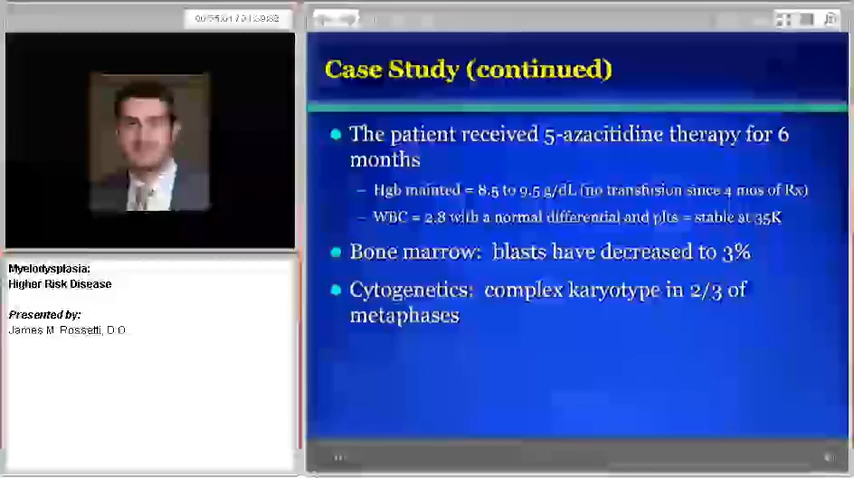 Case Study (continued)
The patient received 5-azacitidine therapy for 6
months
– Hgb mainted = 8.5 to 9.5 g/dL (no transfusion since 4 mos of Rx)
– WBC = 2.8 with a normal differential and plts = stable at 35K
Bone marrow: blasts have decreased to 3%
Cytogenetics: complex karyotype in 2/3 of
metaphases
Myelodysplasia:
Higher Risk Disease
Presented by:
James M. Rossetti, D.O.